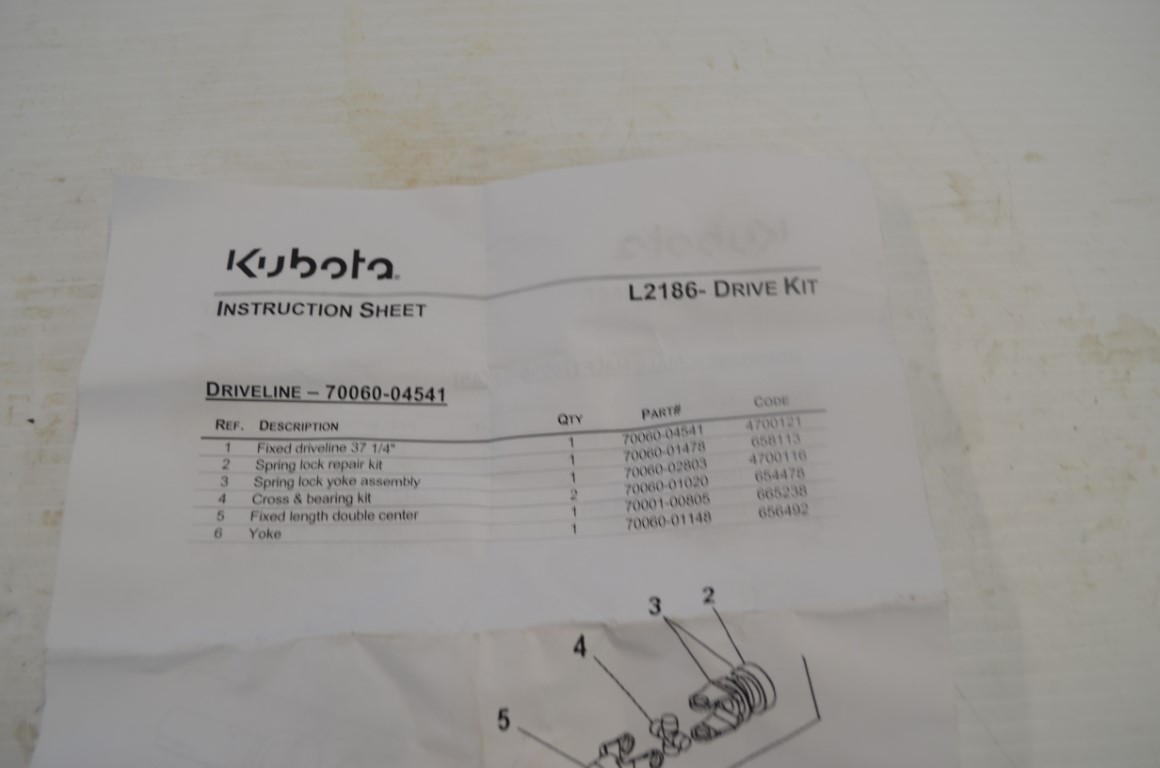 Kubota
INSTRUCTION SHEET
L2186- DRIVE KIT
DRIVELINE – 70060-04541
REF. DESCRIPTION QTY PART# CODE
1 Fixed driveline 37 1/4" 1 70060-04541 4700121
2 Spring lock repair kit 1 70060-01478 658113
3 Spring lock yoke assembly 1 70060-02803 4700116
4 Cross & bearing kit 2 70060-01020 654478
5 Fixed length double center 1 70001-00805 665238
6 Yoke 1 70060-01148 656492
3 2
4
5